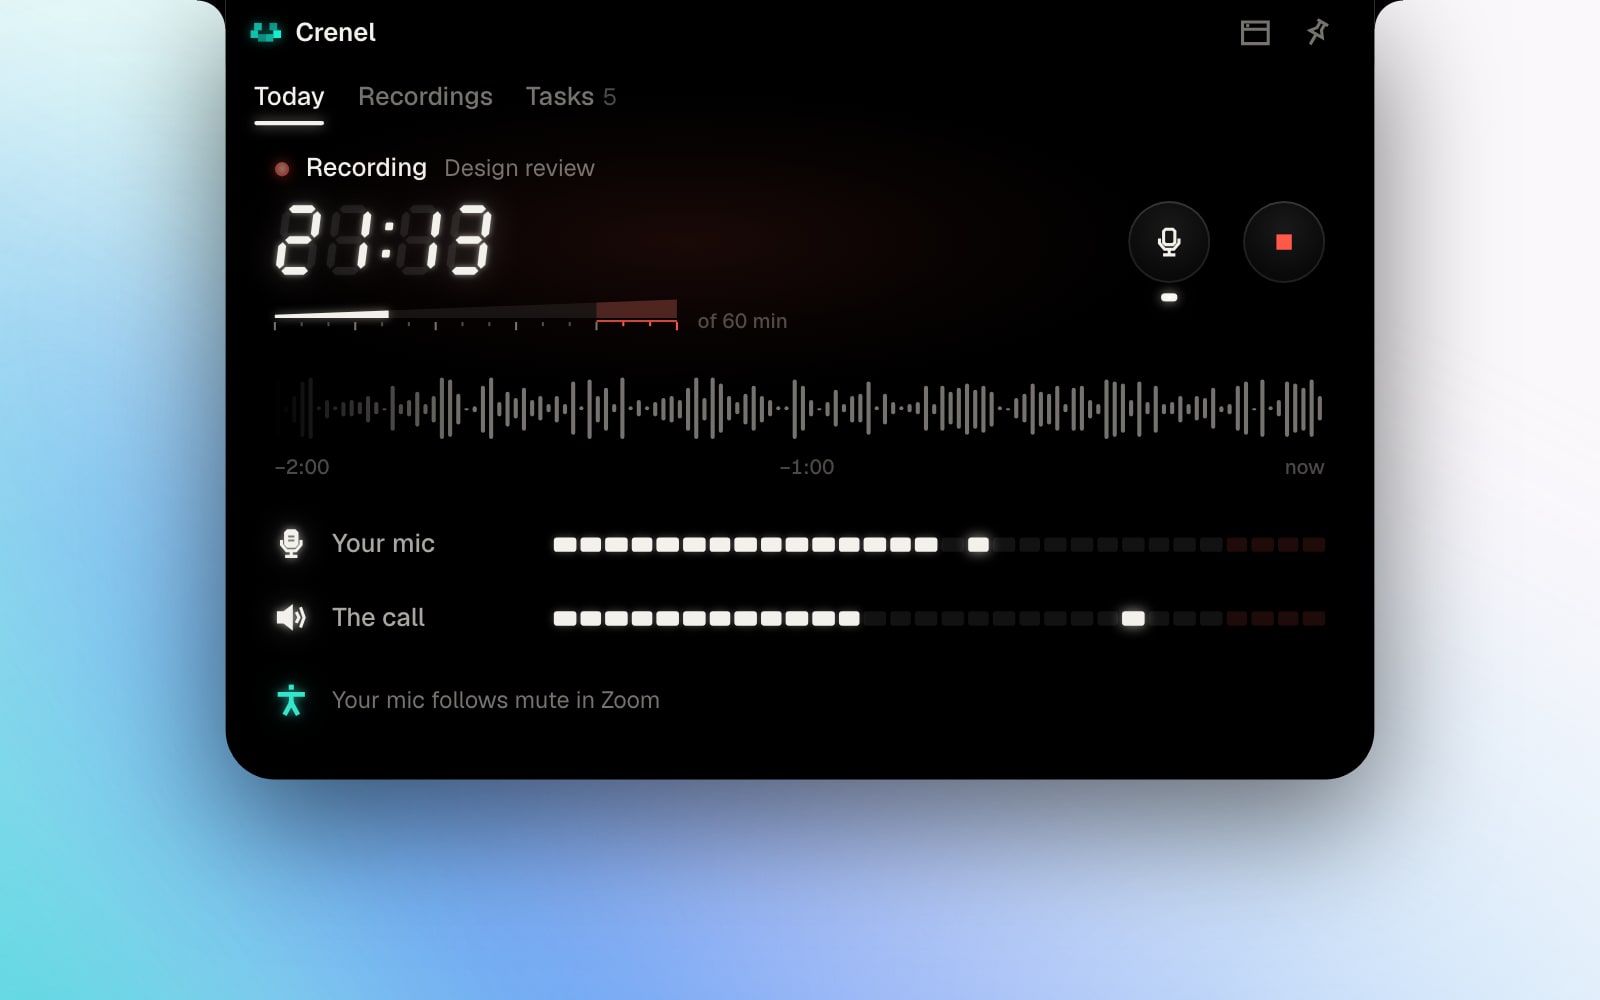 Crenel
Today Recordings Tasks 5
Recording Design review
21:13
of 60 min
−2:00 −1:00 now
Your mic
The call
Your mic follows mute in Zoom